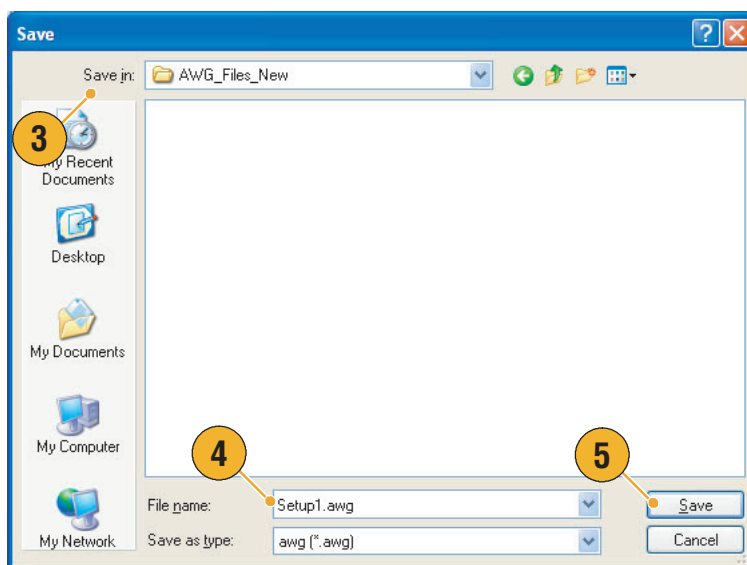 Save
Save in: AWG_Files_New
3
My Recent
Documents
Desktop
My Documents
My Computer
My Network
4
5
File name: Setup1.awg Save
Save as type: awg (*.awg) Cancel